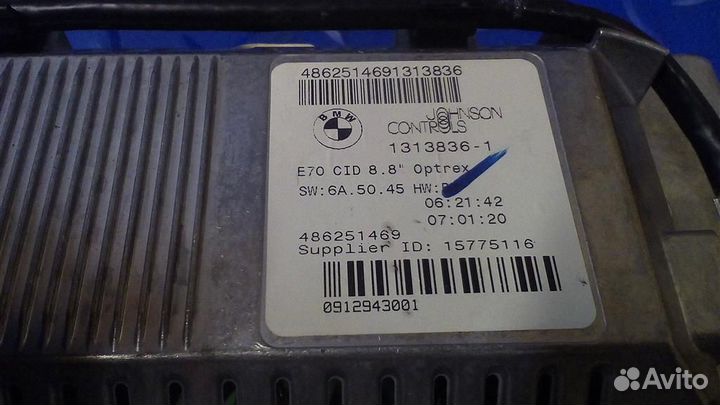 4862514691313836
BMW
JOHNSON
CONTROLS
1313836-1
E70 CID 8.8" Optrex
SW:6A.50.45 HW:
06:21:42
07:01:20
486251469
Supplier ID: 15775116
0912943001
Avito